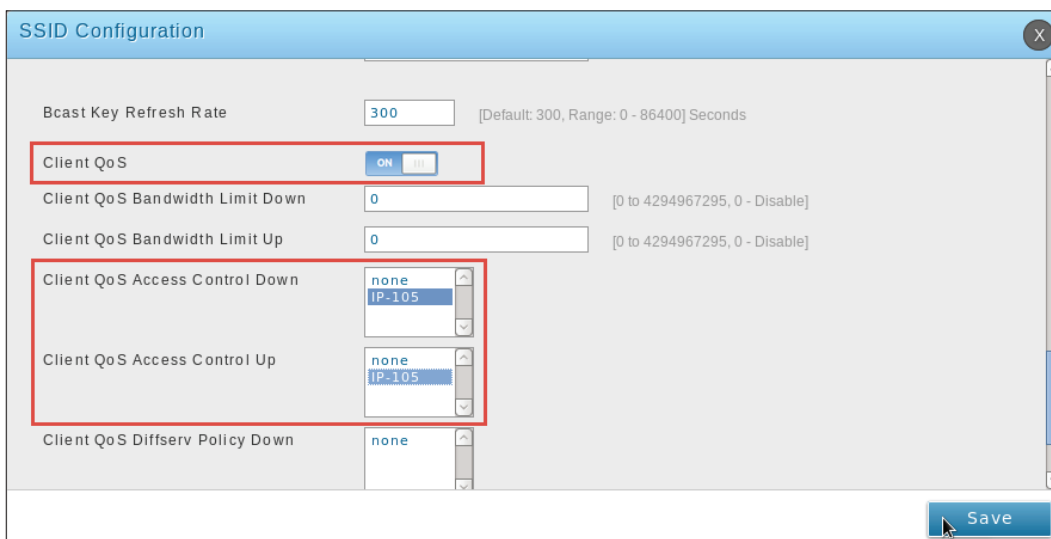 SSID Configuration
X
Bcast Key Refresh Rate 300 [Default: 300, Range: 0 - 86400] Seconds
Client QoS ON
Client QoS Bandwidth Limit Down 0 [0 to 4294967295, 0 - Disable]
Client QoS Bandwidth Limit Up 0 [0 to 4294967295, 0 - Disable]
Client QoS Access Control Down none
IP-105
Client QoS Access Control Up none
IP-105
Client QoS Diffserv Policy Down none
Save